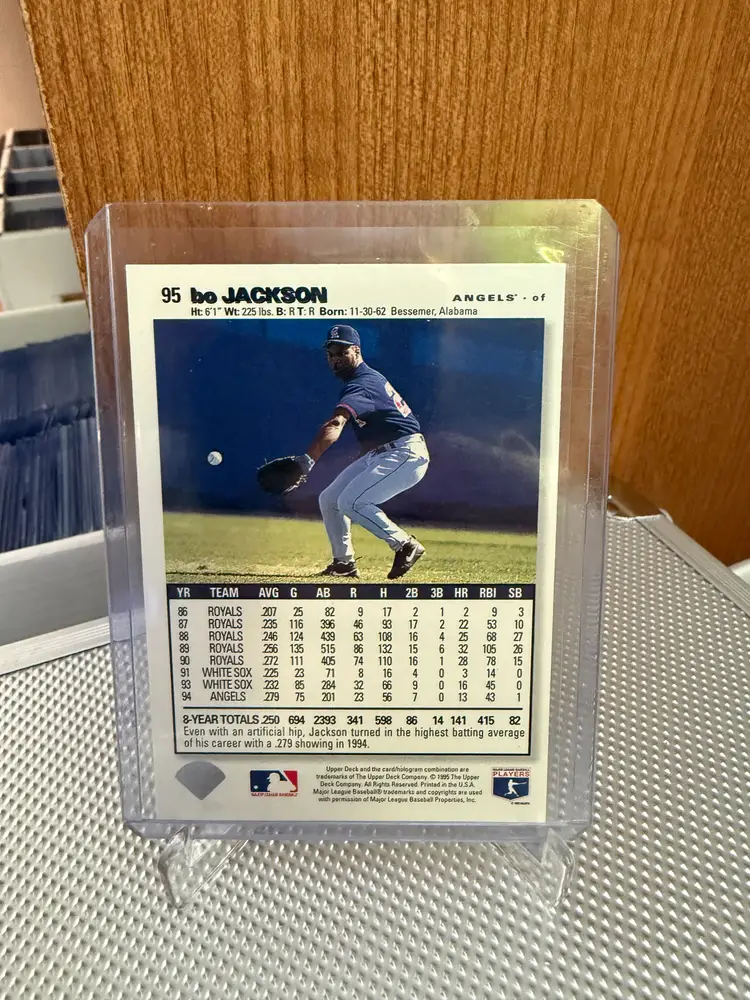 95 bo JACKSON ANGELS · of
Ht: 6'1" Wt: 225 lbs. B: R T: R Born: 11-30-62 Bessemer, Alabama
YR TEAM AVG G AB R H 2B 3B HR RBI SB
86 ROYALS .207 25 82 9 17 2 1 2 9 3
87 ROYALS .235 116 396 46 93 17 2 22 53 10
88 ROYALS .246 124 439 63 108 16 4 25 68 27
89 ROYALS .256 135 515 86 132 15 6 32 105 26
90 ROYALS .272 111 405 74 110 16 1 28 78 15
91 WHITE SOX .225 23 71 8 16 4 0 3 14 0
93 WHITE SOX .232 85 284 32 66 9 0 16 45 0
94 ANGELS .279 75 201 23 56 7 0 13 43 1
8-YEAR TOTALS .250 694 2393 341 598 86 14 141 415 82
Even with an artificial hip, Jackson turned in the highest batting average
of his career with a .279 showing in 1994.
Upper Deck and the card/hologram combination are
trademarks of The Upper Deck Company. © 1995 The Upper
Deck Company. All Rights Reserved. Printed in the U.S.A.
Major League Baseball® trademarks and copyrights are used
with permission of Major League Baseball Properties, Inc.
MAJOR LEAGUE BASEBALL
MAJOR LEAGUE BASEBALL
PLAYERS